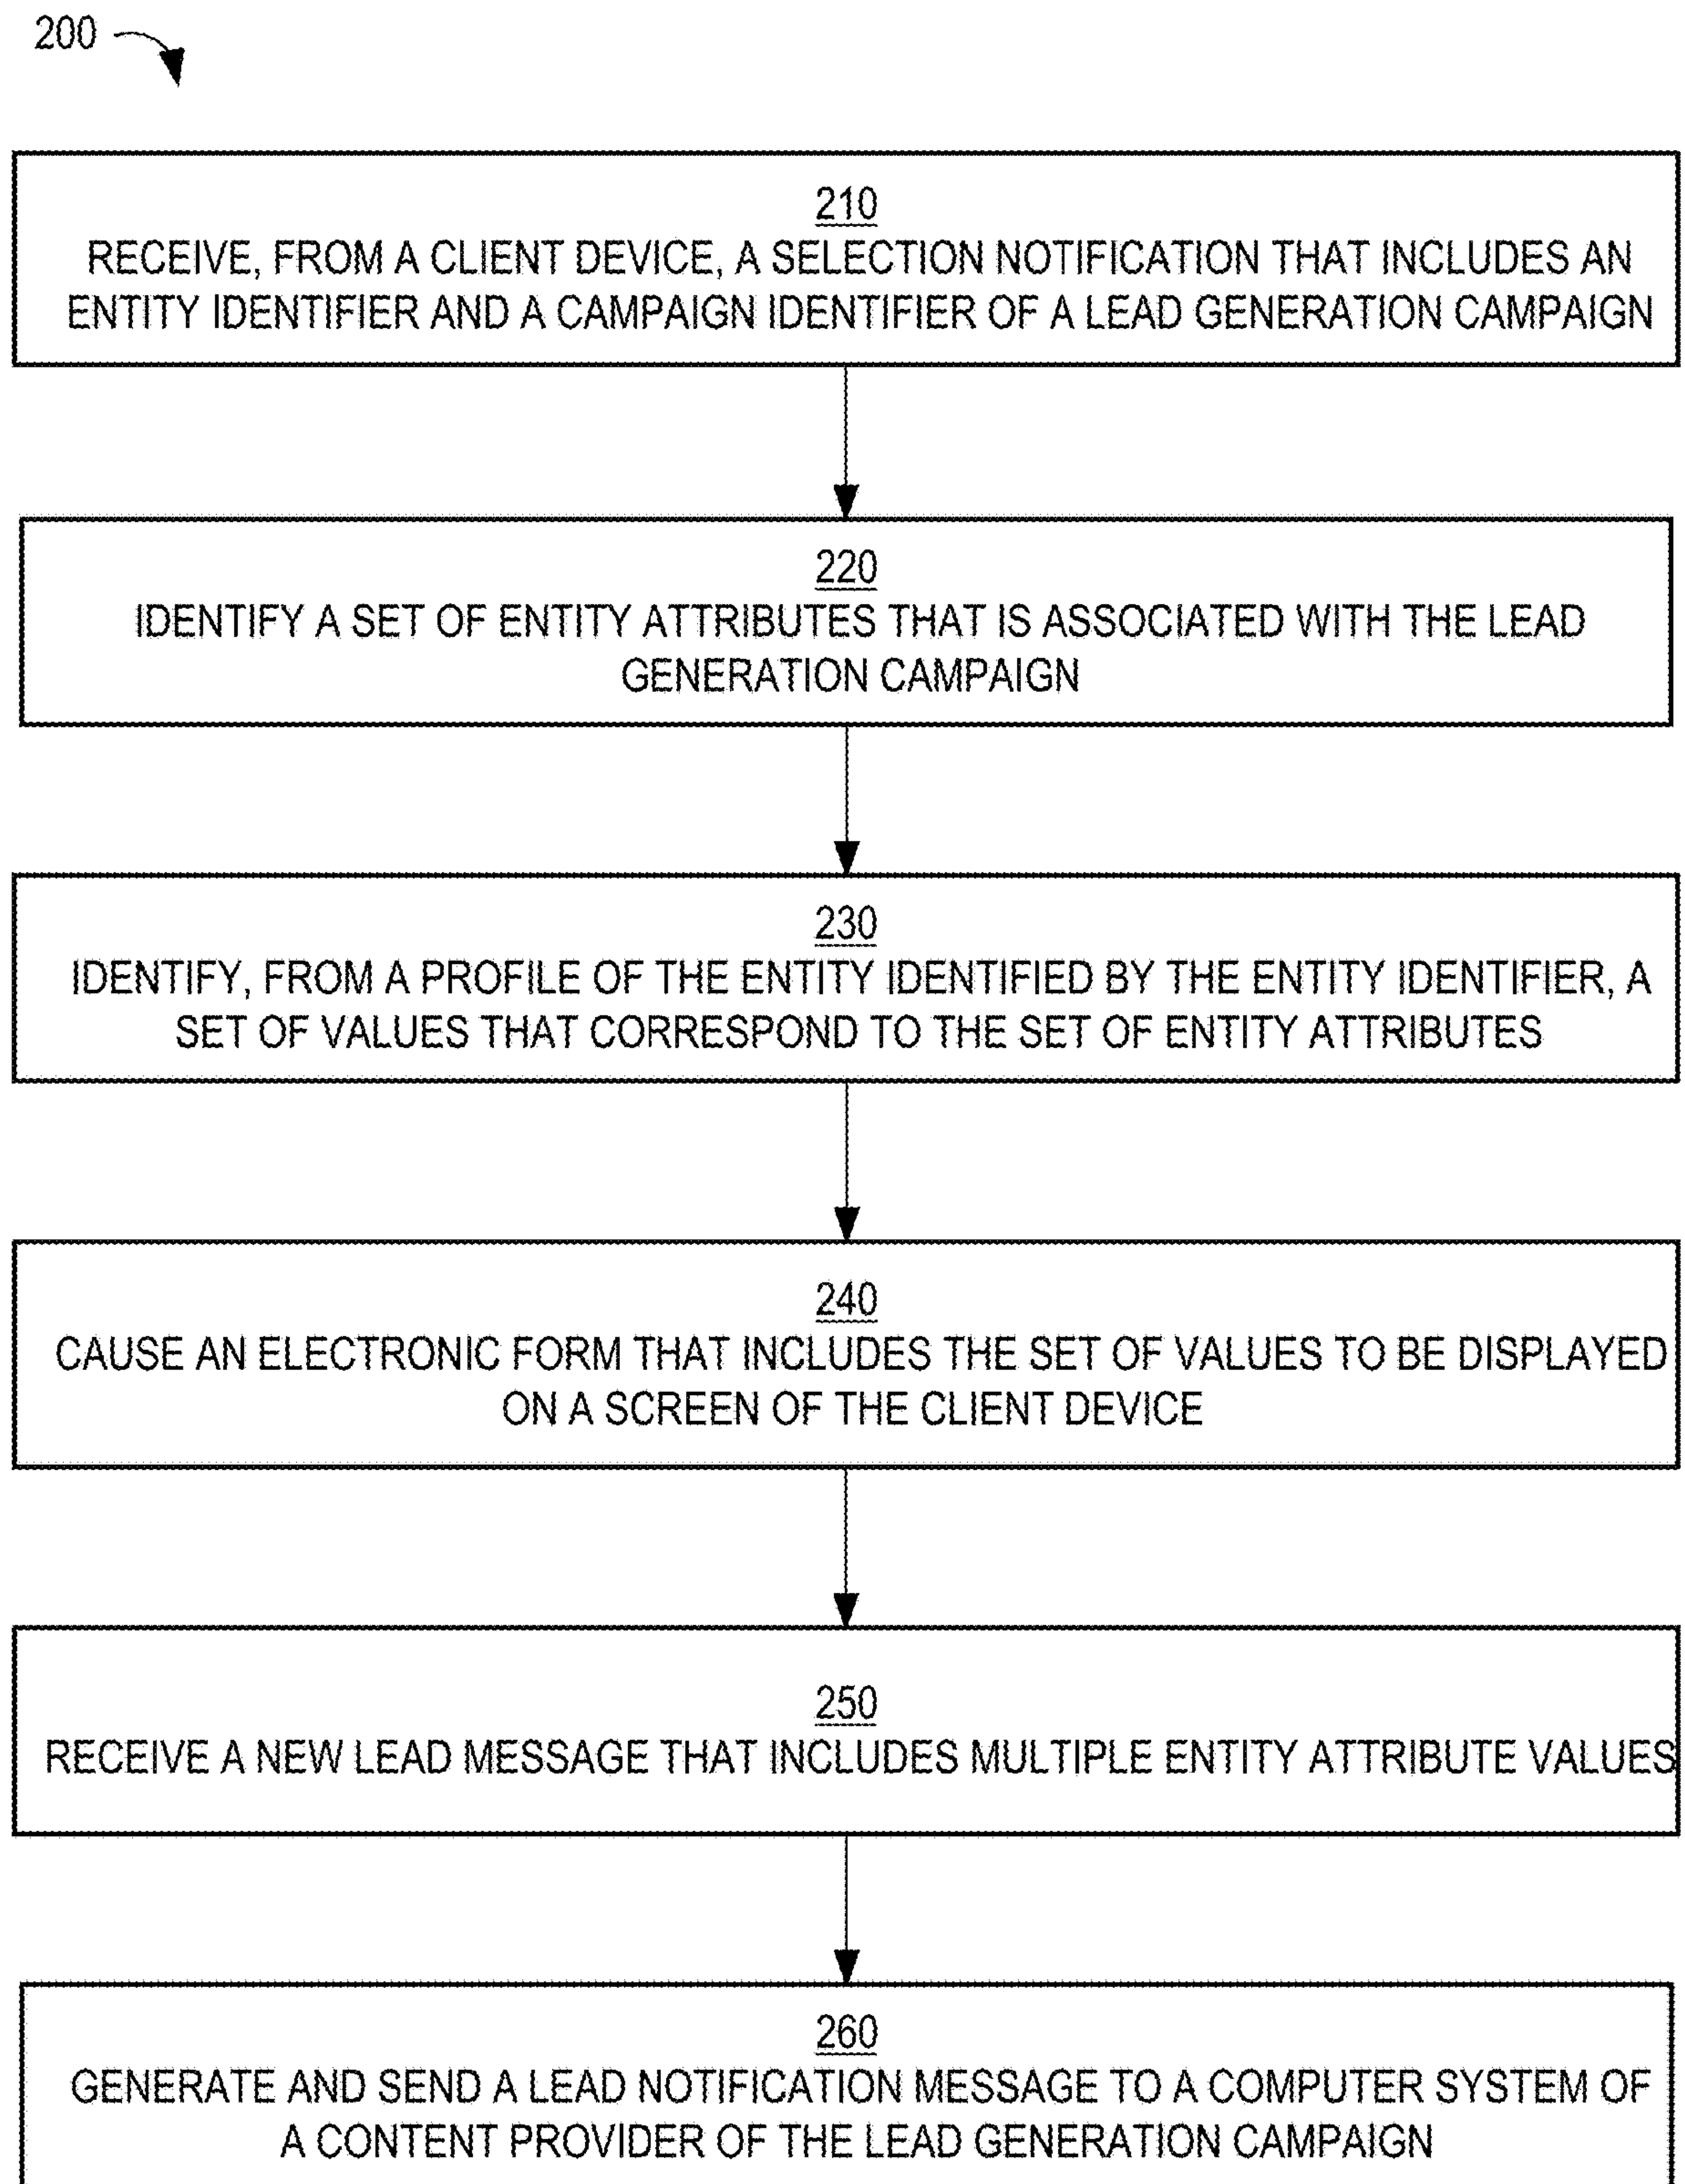 200
210
RECEIVE, FROM A CLIENT DEVICE, A SELECTION NOTIFICATION THAT INCLUDES AN
ENTITY IDENTIFIER AND A CAMPAIGN IDENTIFIER OF A LEAD GENERATION CAMPAIGN
220
IDENTIFY A SET OF ENTITY ATTRIBUTES THAT IS ASSOCIATED WITH THE LEAD
GENERATION CAMPAIGN
230
IDENTIFY, FROM A PROFILE OF THE ENTITY IDENTIFIED BY THE ENTITY IDENTIFIER, A
SET OF VALUES THAT CORRESPOND TO THE SET OF ENTITY ATTRIBUTES
240
CAUSE AN ELECTRONIC FORM THAT INCLUDES THE SET OF VALUES TO BE DISPLAYED
ON A SCREEN OF THE CLIENT DEVICE
250
RECEIVE A NEW LEAD MESSAGE THAT INCLUDES MULTIPLE ENTITY ATTRIBUTE VALUES
260
GENERATE AND SEND A LEAD NOTIFICATION MESSAGE TO A COMPUTER SYSTEM OF
A CONTENT PROVIDER OF THE LEAD GENERATION CAMPAIGN